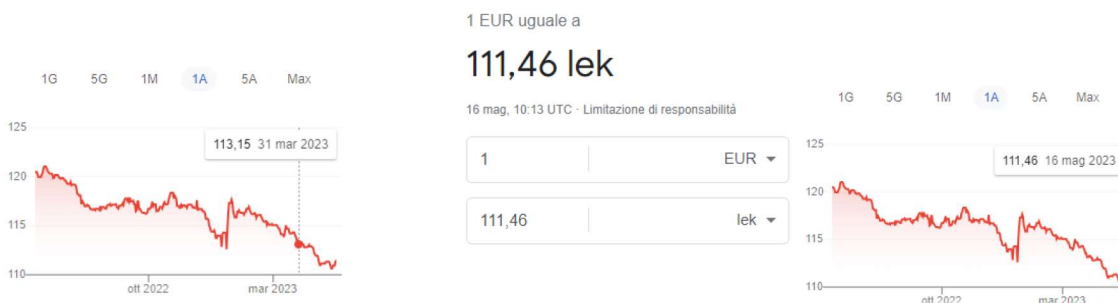 1G 5G 1M 1A 5A Max
125
113,15 31 mar 2023
120
115
110
ott 2022 mar 2023
1 EUR uguale a
111,46 lek
16 mag, 10:13 UTC · Limitazione di responsabilità
1 EUR
111,46 lek
1G 5G 1M 1A 5A Max
125
111,46 16 mag 2023
120
115
110
ott 2022 mar 2023